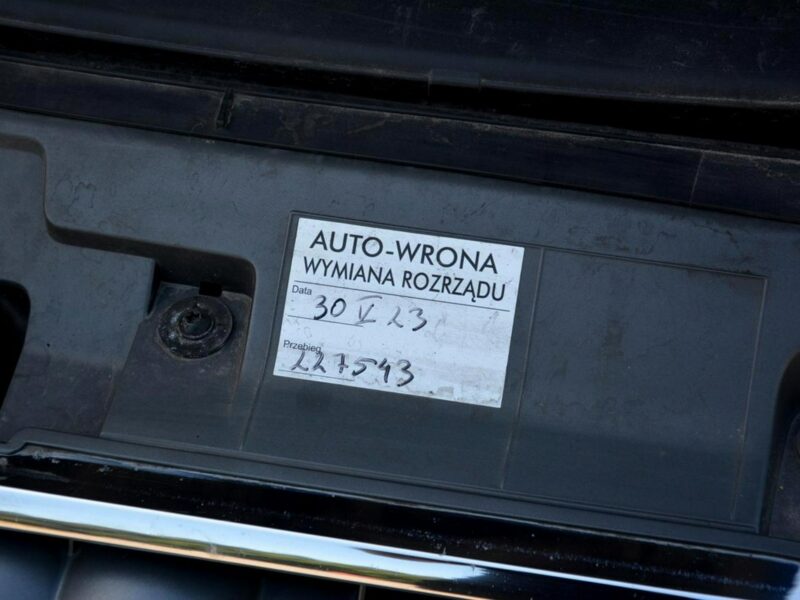 AUTO-WRONA
WYMIANA ROZRZĄDU
Data
30 V 23
Przebieg
227543